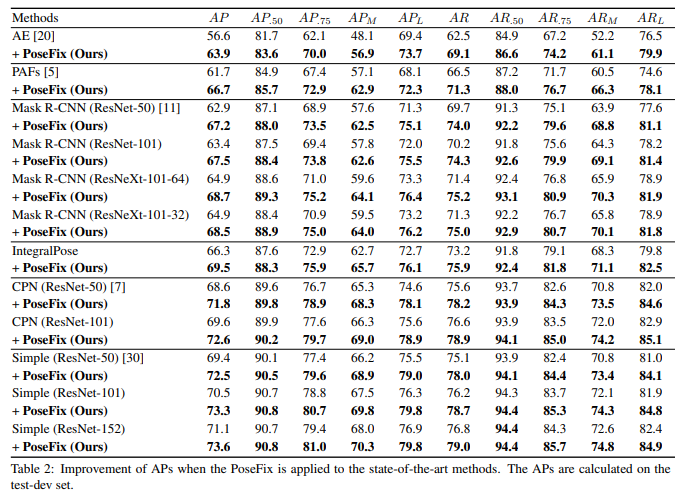 Methods AP AP.50 AP.75 APM APL AR AR.50 AR.75 ARM ARL
AE [20] 56.6 81.7 62.1 48.1 69.4 62.5 84.9 67.2 52.2 76.5
+ PoseFix (Ours) 63.9 83.6 70.0 56.9 73.7 69.1 86.6 74.2 61.1 79.9
PAFs [5] 61.7 84.9 67.4 57.1 68.1 66.5 87.2 71.7 60.5 74.6
+ PoseFix (Ours) 66.7 85.7 72.9 62.9 72.3 71.3 88.0 76.7 66.3 78.1
Mask R-CNN (ResNet-50) [11] 62.9 87.1 68.9 57.6 71.3 69.7 91.3 75.1 63.9 77.6
+ PoseFix (Ours) 67.2 88.0 73.5 62.5 75.1 74.0 92.2 79.6 68.8 81.1
Mask R-CNN (ResNet-101) 63.4 87.5 69.4 57.8 72.0 70.2 91.8 75.6 64.3 78.2
+ PoseFix (Ours) 67.5 88.4 73.8 62.6 75.5 74.3 92.6 79.9 69.1 81.4
Mask R-CNN (ResNeXt-101-64) 64.9 88.6 71.0 59.6 73.3 71.4 92.4 76.8 65.9 78.9
+ PoseFix (Ours) 68.7 89.3 75.2 64.1 76.4 75.2 93.1 80.9 70.3 81.9
Mask R-CNN (ResNeXt-101-32) 64.9 88.4 70.9 59.5 73.2 71.3 92.2 76.7 65.8 78.9
+ PoseFix (Ours) 68.5 88.9 75.0 64.0 76.2 75.0 92.9 80.7 70.1 81.8
IntegralPose 66.3 87.6 72.9 62.7 72.7 73.2 91.8 79.1 68.3 79.8
+ PoseFix (Ours) 69.5 88.3 75.9 65.7 76.1 75.9 92.4 81.8 71.1 82.5
CPN (ResNet-50) [7] 68.6 89.6 76.7 65.3 74.6 75.6 93.7 82.6 70.8 82.0
+ PoseFix (Ours) 71.8 89.8 78.9 68.3 78.1 78.2 93.9 84.3 73.5 84.6
CPN (ResNet-101) 69.6 89.9 77.6 66.3 75.6 76.6 93.9 83.5 72.0 82.9
+ PoseFix (Ours) 72.6 90.2 79.7 69.0 78.9 78.9 94.1 85.0 74.2 85.1
Simple (ResNet-50) [30] 69.4 90.1 77.4 66.2 75.5 75.1 93.9 82.4 70.8 81.0
+ PoseFix (Ours) 72.5 90.5 79.6 68.9 79.0 78.0 94.1 84.4 73.4 84.1
Simple (ResNet-101) 70.5 90.7 78.8 67.5 76.3 76.2 94.3 83.7 72.1 81.9
+ PoseFix (Ours) 73.3 90.8 80.7 69.8 79.8 78.7 94.4 85.3 74.3 84.8
Simple (ResNet-152) 71.1 90.7 79.4 68.0 76.9 76.8 94.4 84.3 72.6 82.4
+ PoseFix (Ours) 73.6 90.8 81.0 70.3 79.8 79.0 94.4 85.7 74.8 84.9
Table 2: Improvement of APs when the PoseFix is applied to the state-of-the-art methods. The APs are calculated on the
test-dev set.